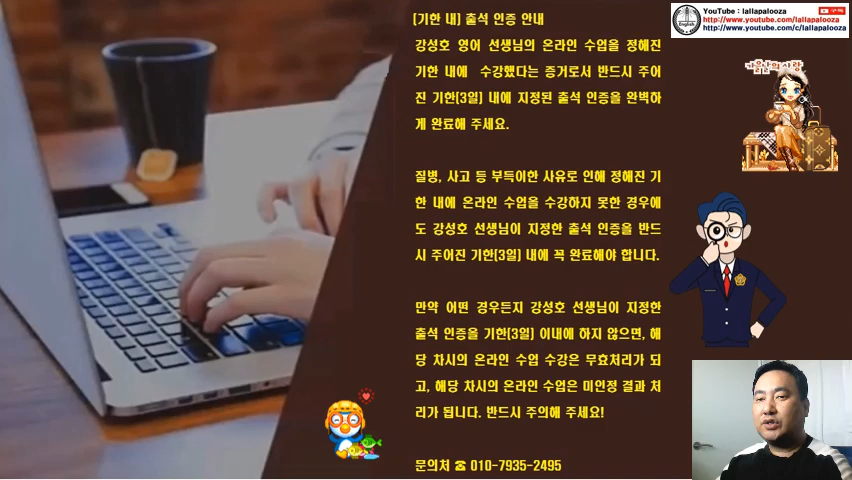 YouTube : lallapalooza 구독
http://www.youtube.com/lallapalooza
http://www.youtube.com/c/lallapalooza
English
[기한 내] 출석 인증 안내
강성호 영어 선생님의 온라인 수업을 정해진
기한 내에 수강했다는 증거로서 반드시 주어
진 기한[3일] 내에 지정된 출석 인증을 완벽하
게 완료해 주세요.
질병, 사고 등 부득이한 사유로 인해 정해진 기
한 내에 온라인 수업을 수강하지 못한 경우에
도 강성호 선생님이 지정한 출석 인증을 반드
시 주어진 기한[3일] 내에 꼭 완료해야 합니다.
만약 어떤 경우든지 강성호 선생님이 지정한
출석 인증을 기한[3일] 이내에 하지 않으면, 해
당 차시의 온라인 수업 수강은 무효처리가 되
고, 해당 차시의 온라인 수업은 미인정 결과 처
리가 됩니다. 반드시 주의해 주세요!
문의처 ☎ 010-7935-2495
가을날의 사랑